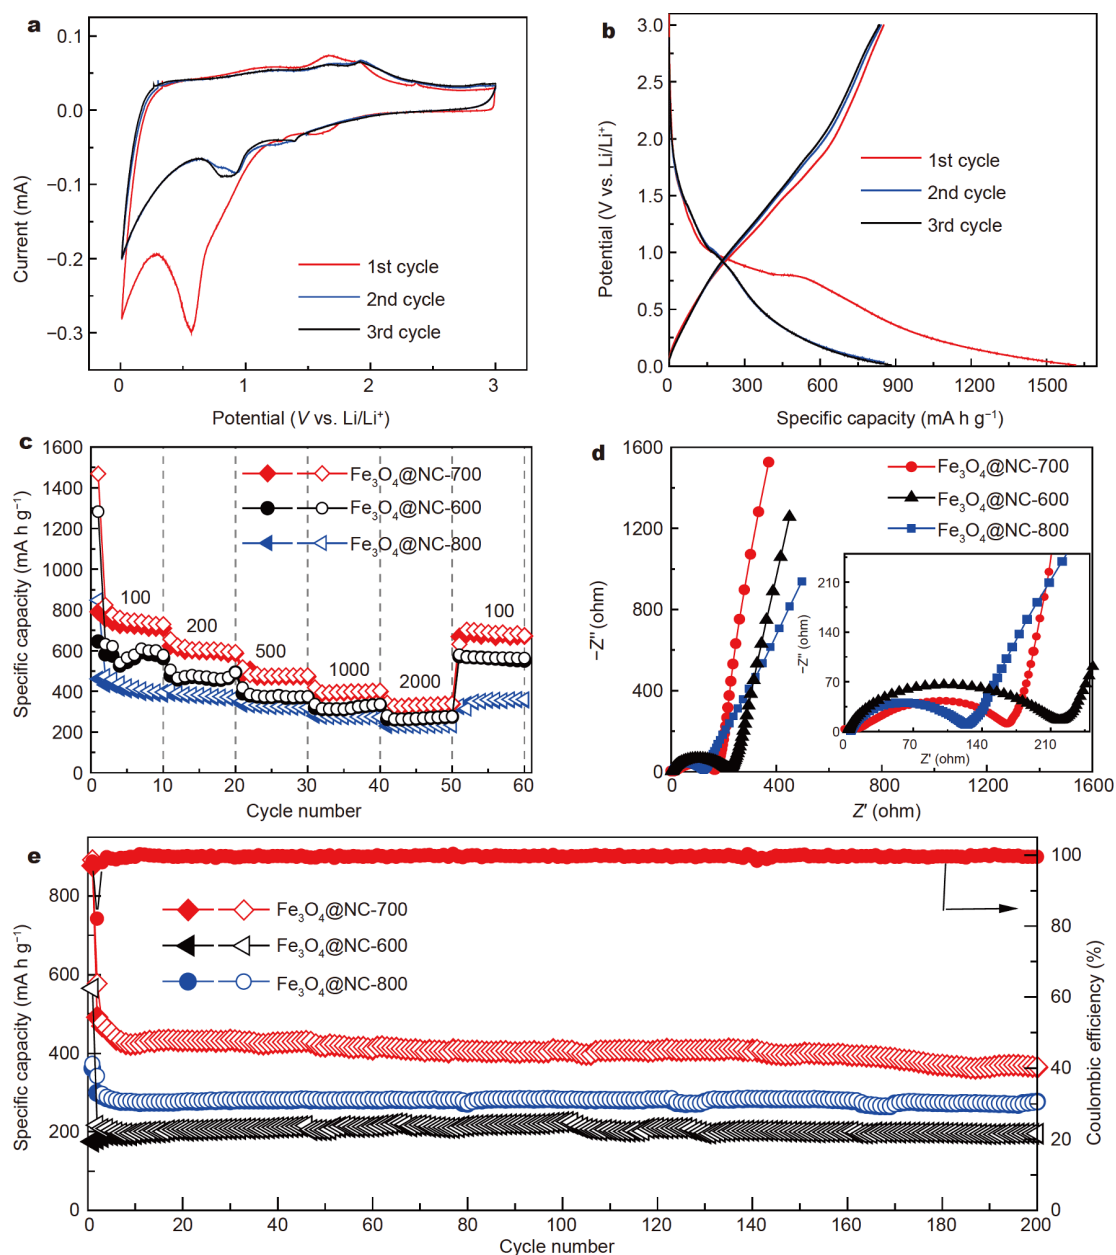 a
0.1
0.0
−0.1
−0.2
−0.3
Current (mA)
1st cycle
2nd cycle
3rd cycle
0 1 2 3
Potential (V vs. Li/Li⁺)
b
3.0
2.5
2.0
1.5
1.0
0.5
0.0
Potential (V vs. Li/Li⁺)
1st cycle
2nd cycle
3rd cycle
0 300 600 900 1200 1500
Specific capacity (mA h g⁻¹)
c
1600
1400
1200
1000
800
600
400
200
0
Specific capacity (mA h g⁻¹)
Fe₃O₄@NC-700
Fe₃O₄@NC-600
Fe₃O₄@NC-800
100
200
500
1000
2000
100
0 10 20 30 40 50 60
Cycle number
d
1600
1200
800
400
0
−Z″ (ohm)
Fe₃O₄@NC-700
Fe₃O₄@NC-600
Fe₃O₄@NC-800
210
140
70
0
−Z″ (ohm)
0 70 140 210
Z′ (ohm)
0 400 800 1200 1600
Z′ (ohm)
e
800
600
400
200
0
Specific capacity (mA h g⁻¹)
Fe₃O₄@NC-700
Fe₃O₄@NC-600
Fe₃O₄@NC-800
100
80
60
40
20
0
Coulombic efficiency (%)
0 20 40 60 80 100 120 140 160 180 200
Cycle number